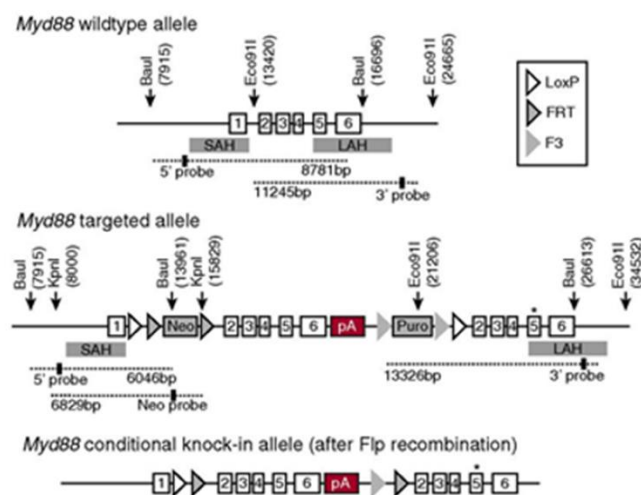 Myd88 wildtype allele
BauI (7915)
Eco91I (13420)
BauI (16696)
Eco91I (24665)
LoxP
FRT
F3
1 2 3 4 5 6
SAH LAH
5' probe 8781bp
11245bp 3' probe
Myd88 targeted allele
BauI (7915)
KpnI (8000)
BauI (13961)
KpnI (15829)
Eco91I (21206)
BauI (26613)
Eco91I (34532)
*
1 Neo 2 3 4 5 6 pA Puro 2 3 4 5 6
SAH LAH
5' probe 6046bp 13326bp 3' probe
6829bp Neo probe
Myd88 conditional knock-in allele (after Flp recombination)
*
1 2 3 4 5 6 pA 2 3 4 5 6